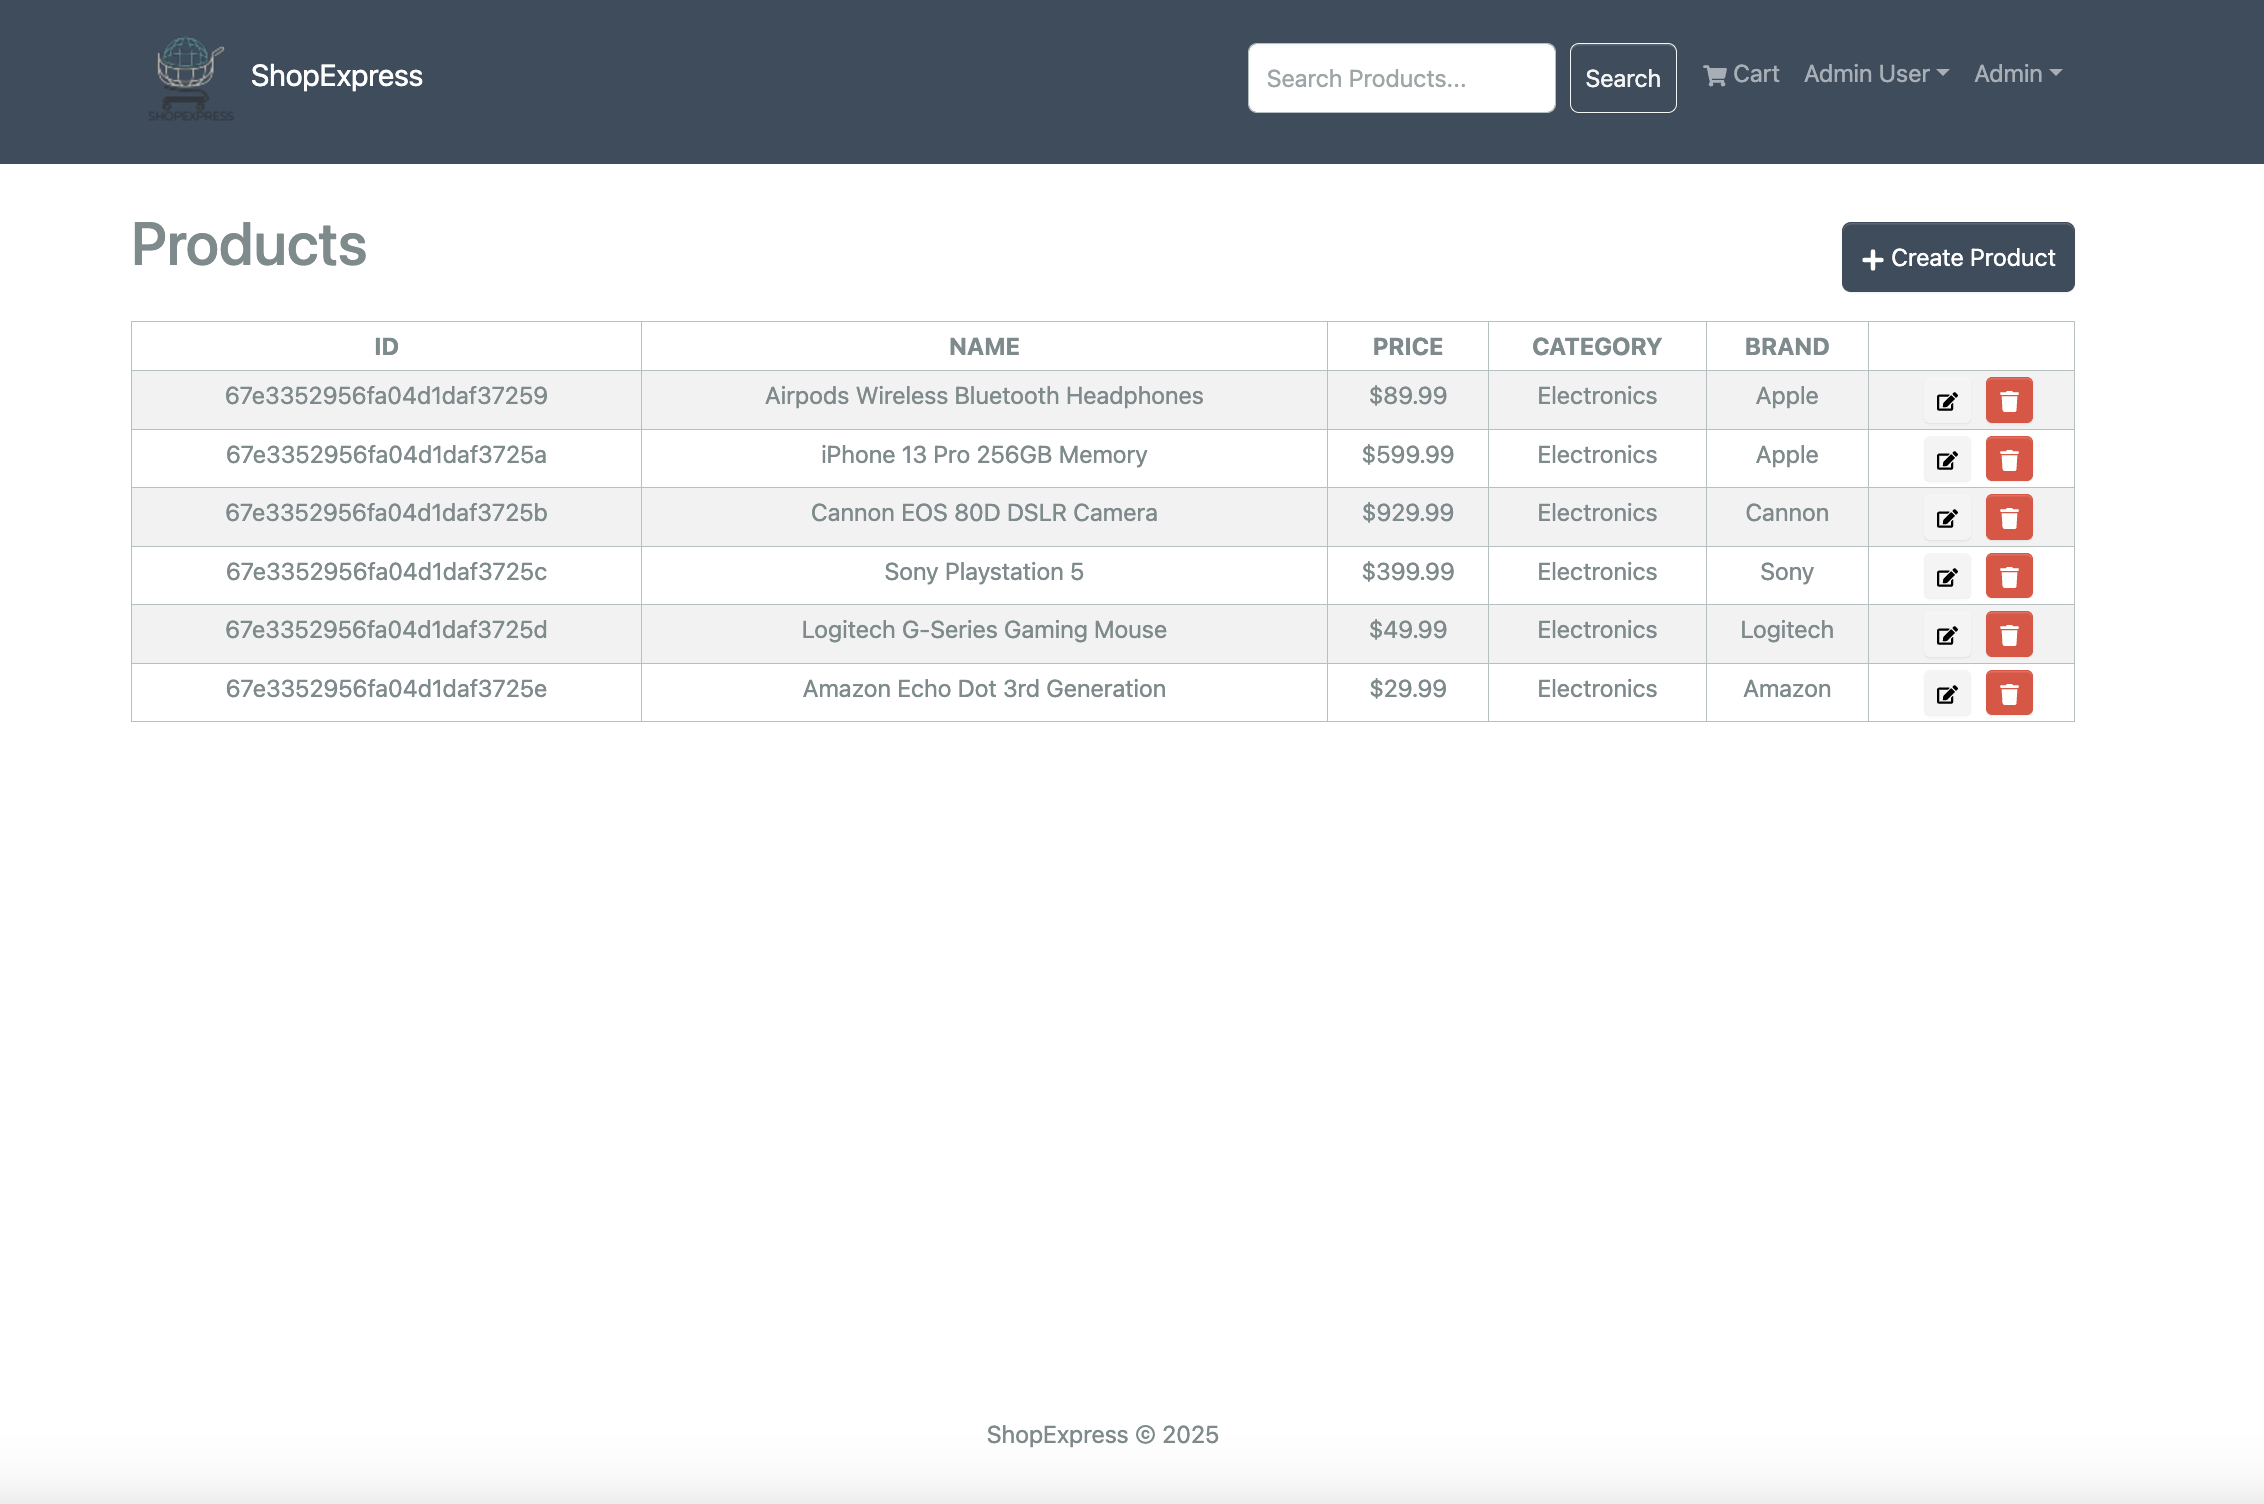 SHOPEXPRESS
ShopExpress
Search Products...
Search
Cart
Admin User
Admin
Products
Create Product
ID NAME PRICE CATEGORY BRAND
67e3352956fa04d1daf37259 Airpods Wireless Bluetooth Headphones $89.99 Electronics Apple
67e3352956fa04d1daf3725a iPhone 13 Pro 256GB Memory $599.99 Electronics Apple
67e3352956fa04d1daf3725b Cannon EOS 80D DSLR Camera $929.99 Electronics Cannon
67e3352956fa04d1daf3725c Sony Playstation 5 $399.99 Electronics Sony
67e3352956fa04d1daf3725d Logitech G-Series Gaming Mouse $49.99 Electronics Logitech
67e3352956fa04d1daf3725e Amazon Echo Dot 3rd Generation $29.99 Electronics Amazon
ShopExpress © 2025